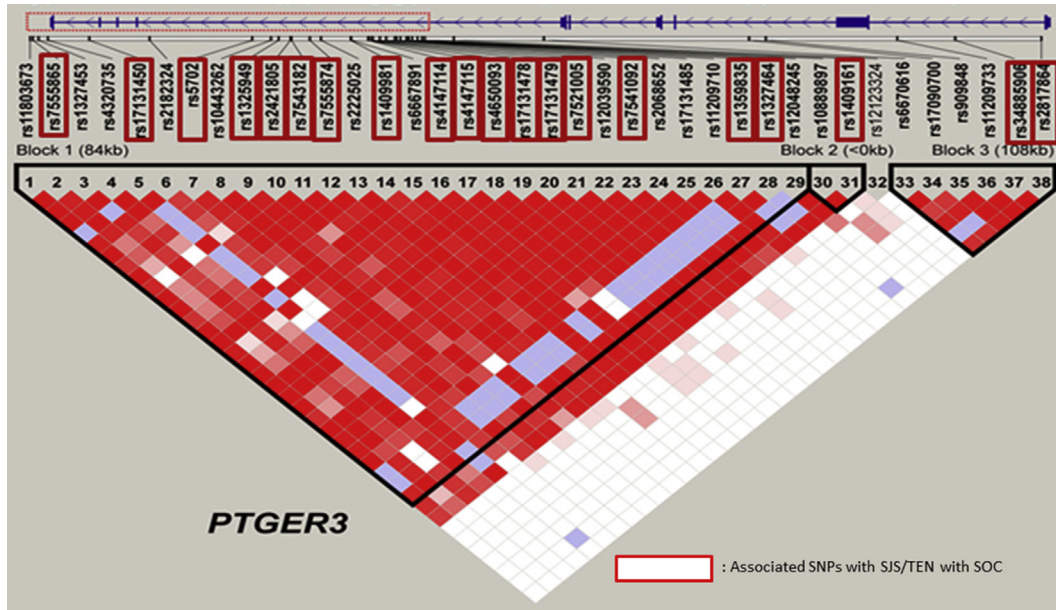 rs11803673
rs7555865
rs1327453
rs4320735
rs17131450
rs2182324
rs5702
rs10443262
rs1325949
rs2421805
rs7543182
rs7555874
rs2225025
rs1409981
rs6667891
rs4147114
rs4147115
rs4650093
rs17131478
rs17131479
rs7521005
rs12039590
rs7541092
rs2068652
rs17131485
rs11209710
rs1359835
rs1327464
rs12048245
rs10889897
rs1409161
rs12123324
rs6670616
rs17090700
rs909848
rs11209733
rs34885906
rs2817864
Block 1 (84kb) Block 2 (<0kb) Block 3 (108kb)
1 2 3 4 5 6 7 8 9 10 11 12 13 14 15 16 17 18 19 20 21 22 23 24 25 26 27 28 29 30 31 32 33 34 35 36 37 38
PTGER3
: Associated SNPs with SJS/TEN with SOC